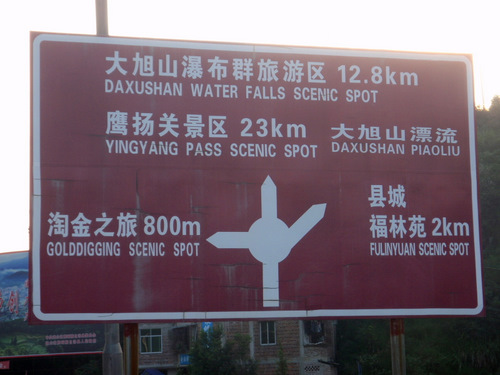 大旭山瀑布群旅游区 12.8km
DAXUSHAN WATER FALLS SCENIC SPOT
鹰扬关景区 23km
YINGYANG PASS SCENIC SPOT
大旭山漂流
DAXUSHAN PIAOLIU
淘金之旅 800m
GOLDDIGGING SCENIC SPOT
县城
福林苑 2km
FULINYUAN SCENIC SPOT